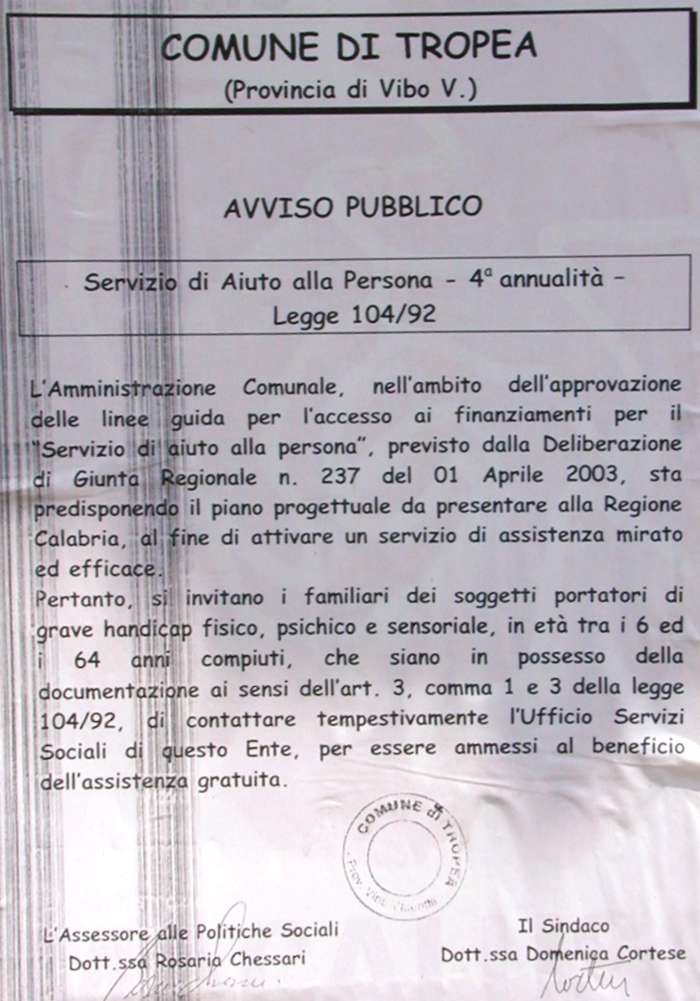 COMUNE DI TROPEA
(Provincia di Vibo V.)
AVVISO PUBBLICO
Servizio di Aiuto alla Persona - 4ª annualità -
Legge 104/92
L'Amministrazione Comunale, nell'ambito dell'approvazione
delle linee guida per l'accesso ai finanziamenti per il
"Servizio di aiuto alla persona", previsto dalla Deliberazione
di Giunta Regionale n. 237 del 01 Aprile 2003, sta
predisponendo il piano progettuale da presentare alla Regione
Calabria, al fine di attivare un servizio di assistenza mirato
ed efficace.
Pertanto, si invitano i familiari dei soggetti portatori di
grave handicap fisico, psichico e sensoriale, in età tra i 6 ed
i 64 anni compiuti, che siano in possesso della
documentazione ai sensi dell'art. 3, comma 1 e 3 della legge
104/92, di contattare tempestivamente l'Ufficio Servizi
Sociali di questo Ente, per essere ammessi al beneficio
dell'assistenza gratuita.
COMUNE di TROPEA
Prov. Vibo Valentia
L'Assessore alle Politiche Sociali
Dott.ssa Rosaria Chessari
Il Sindaco
Dott.ssa Domenica Cortese